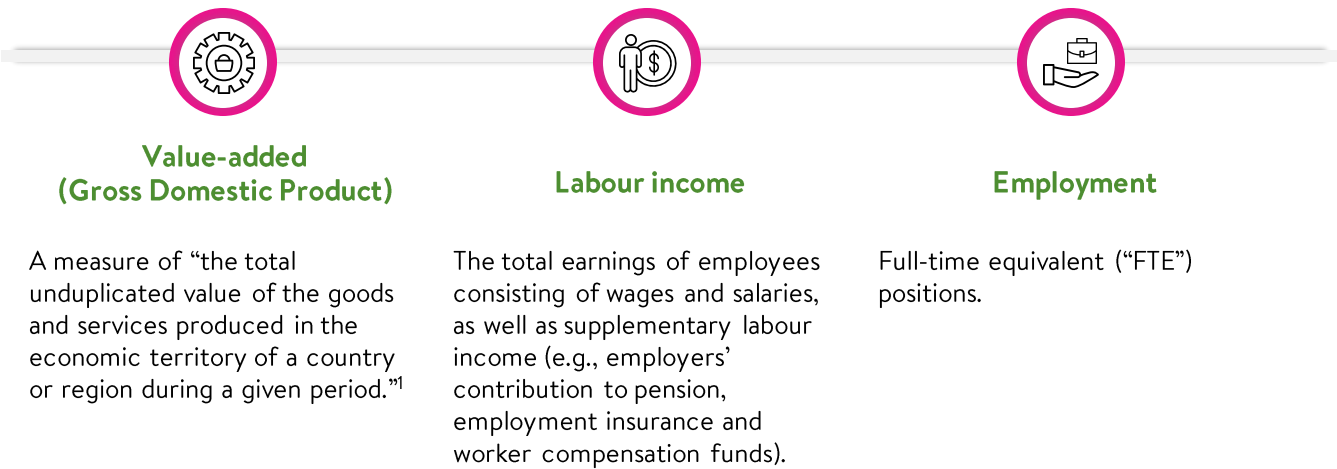 Value-added
(Gross Domestic Product)
A measure of “the total
unduplicated value of the goods
and services produced in the
economic territory of a country
or region during a given period.”1
Labour income
The total earnings of employees
consisting of wages and salaries,
as well as supplementary labour
income (e.g., employers’
contribution to pension,
employment insurance and
worker compensation funds).
Employment
Full-time equivalent (“FTE”)
positions.